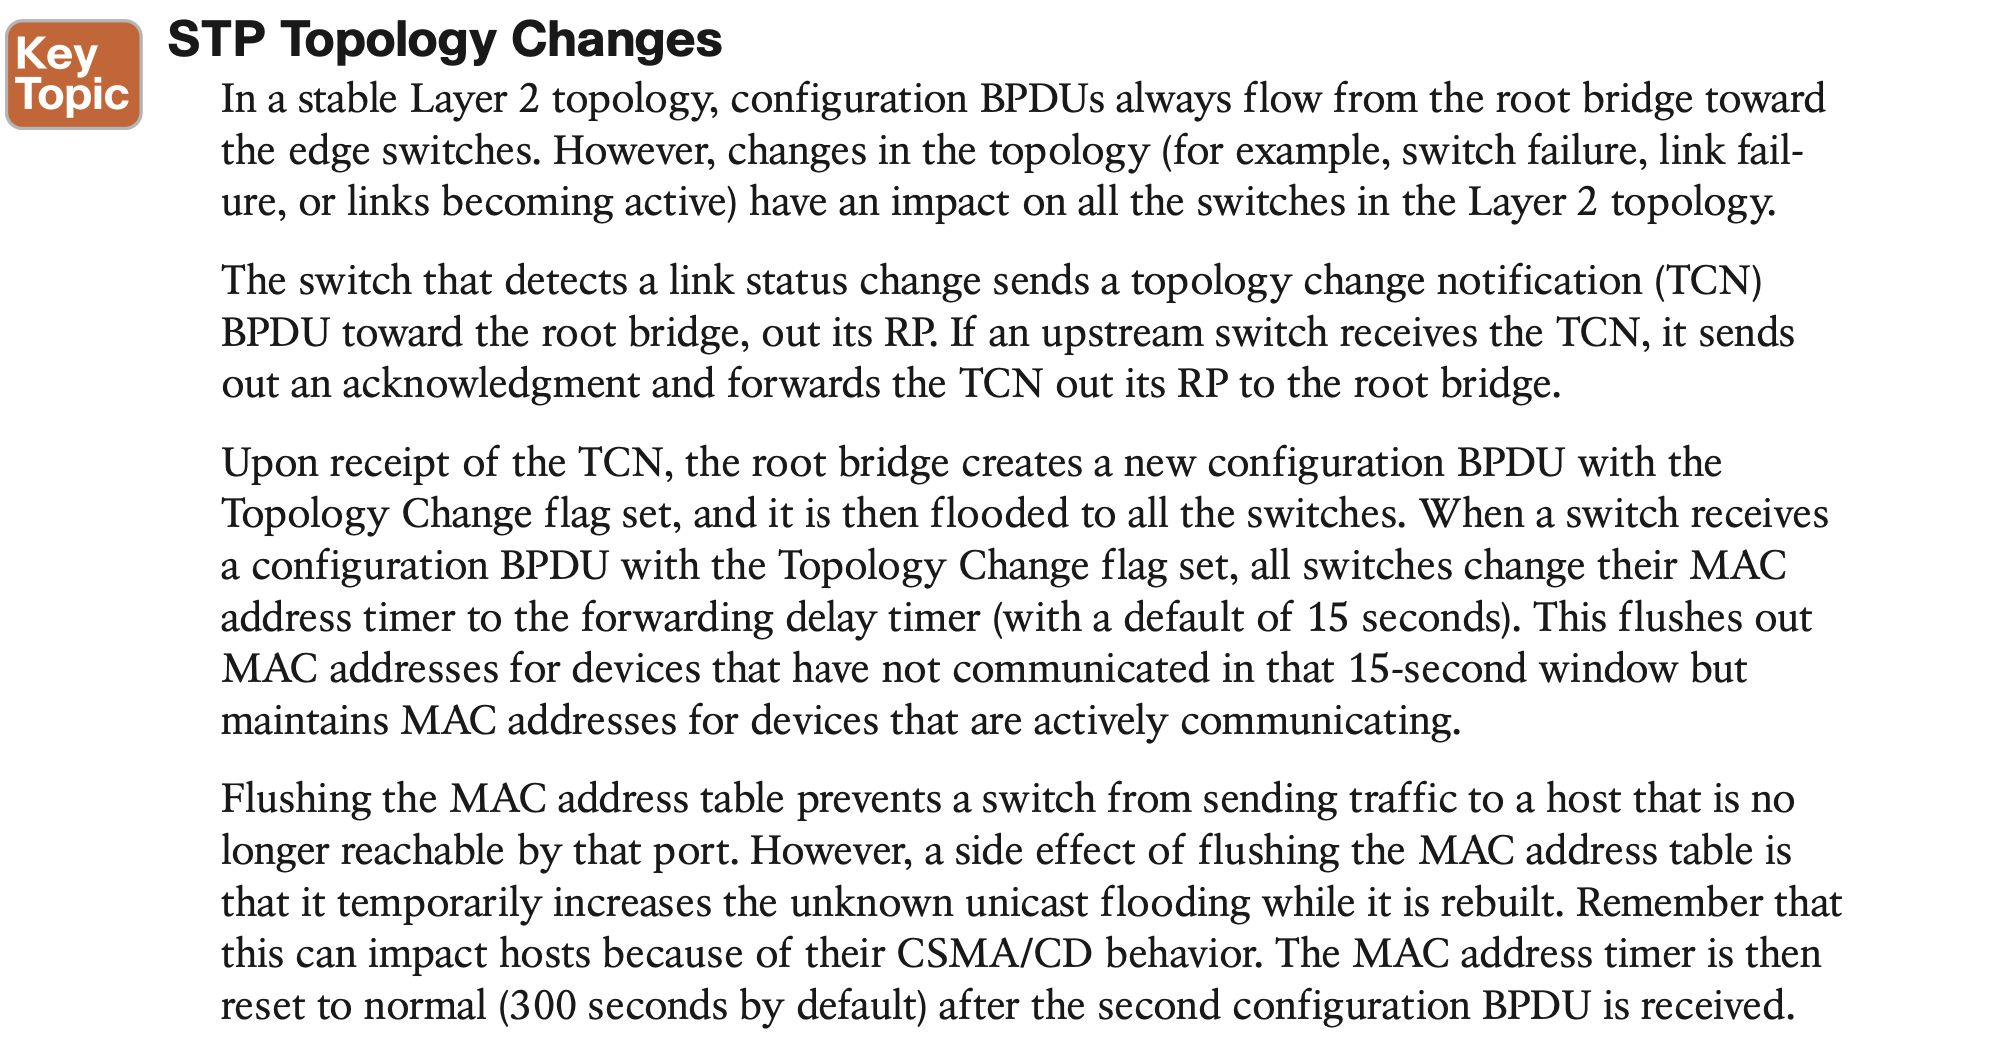 Key
Topic
STP Topology Changes
In a stable Layer 2 topology, configuration BPDUs always flow from the root bridge toward
the edge switches. However, changes in the topology (for example, switch failure, link fail-
ure, or links becoming active) have an impact on all the switches in the Layer 2 topology.
The switch that detects a link status change sends a topology change notification (TCN)
BPDU toward the root bridge, out its RP. If an upstream switch receives the TCN, it sends
out an acknowledgment and forwards the TCN out its RP to the root bridge.
Upon receipt of the TCN, the root bridge creates a new configuration BPDU with the
Topology Change flag set, and it is then flooded to all the switches. When a switch receives
a configuration BPDU with the Topology Change flag set, all switches change their MAC
address timer to the forwarding delay timer (with a default of 15 seconds). This flushes out
MAC addresses for devices that have not communicated in that 15-second window but
maintains MAC addresses for devices that are actively communicating.
Flushing the MAC address table prevents a switch from sending traffic to a host that is no
longer reachable by that port. However, a side effect of flushing the MAC address table is
that it temporarily increases the unknown unicast flooding while it is rebuilt. Remember that
this can impact hosts because of their CSMA/CD behavior. The MAC address timer is then
reset to normal (300 seconds by default) after the second configuration BPDU is received.